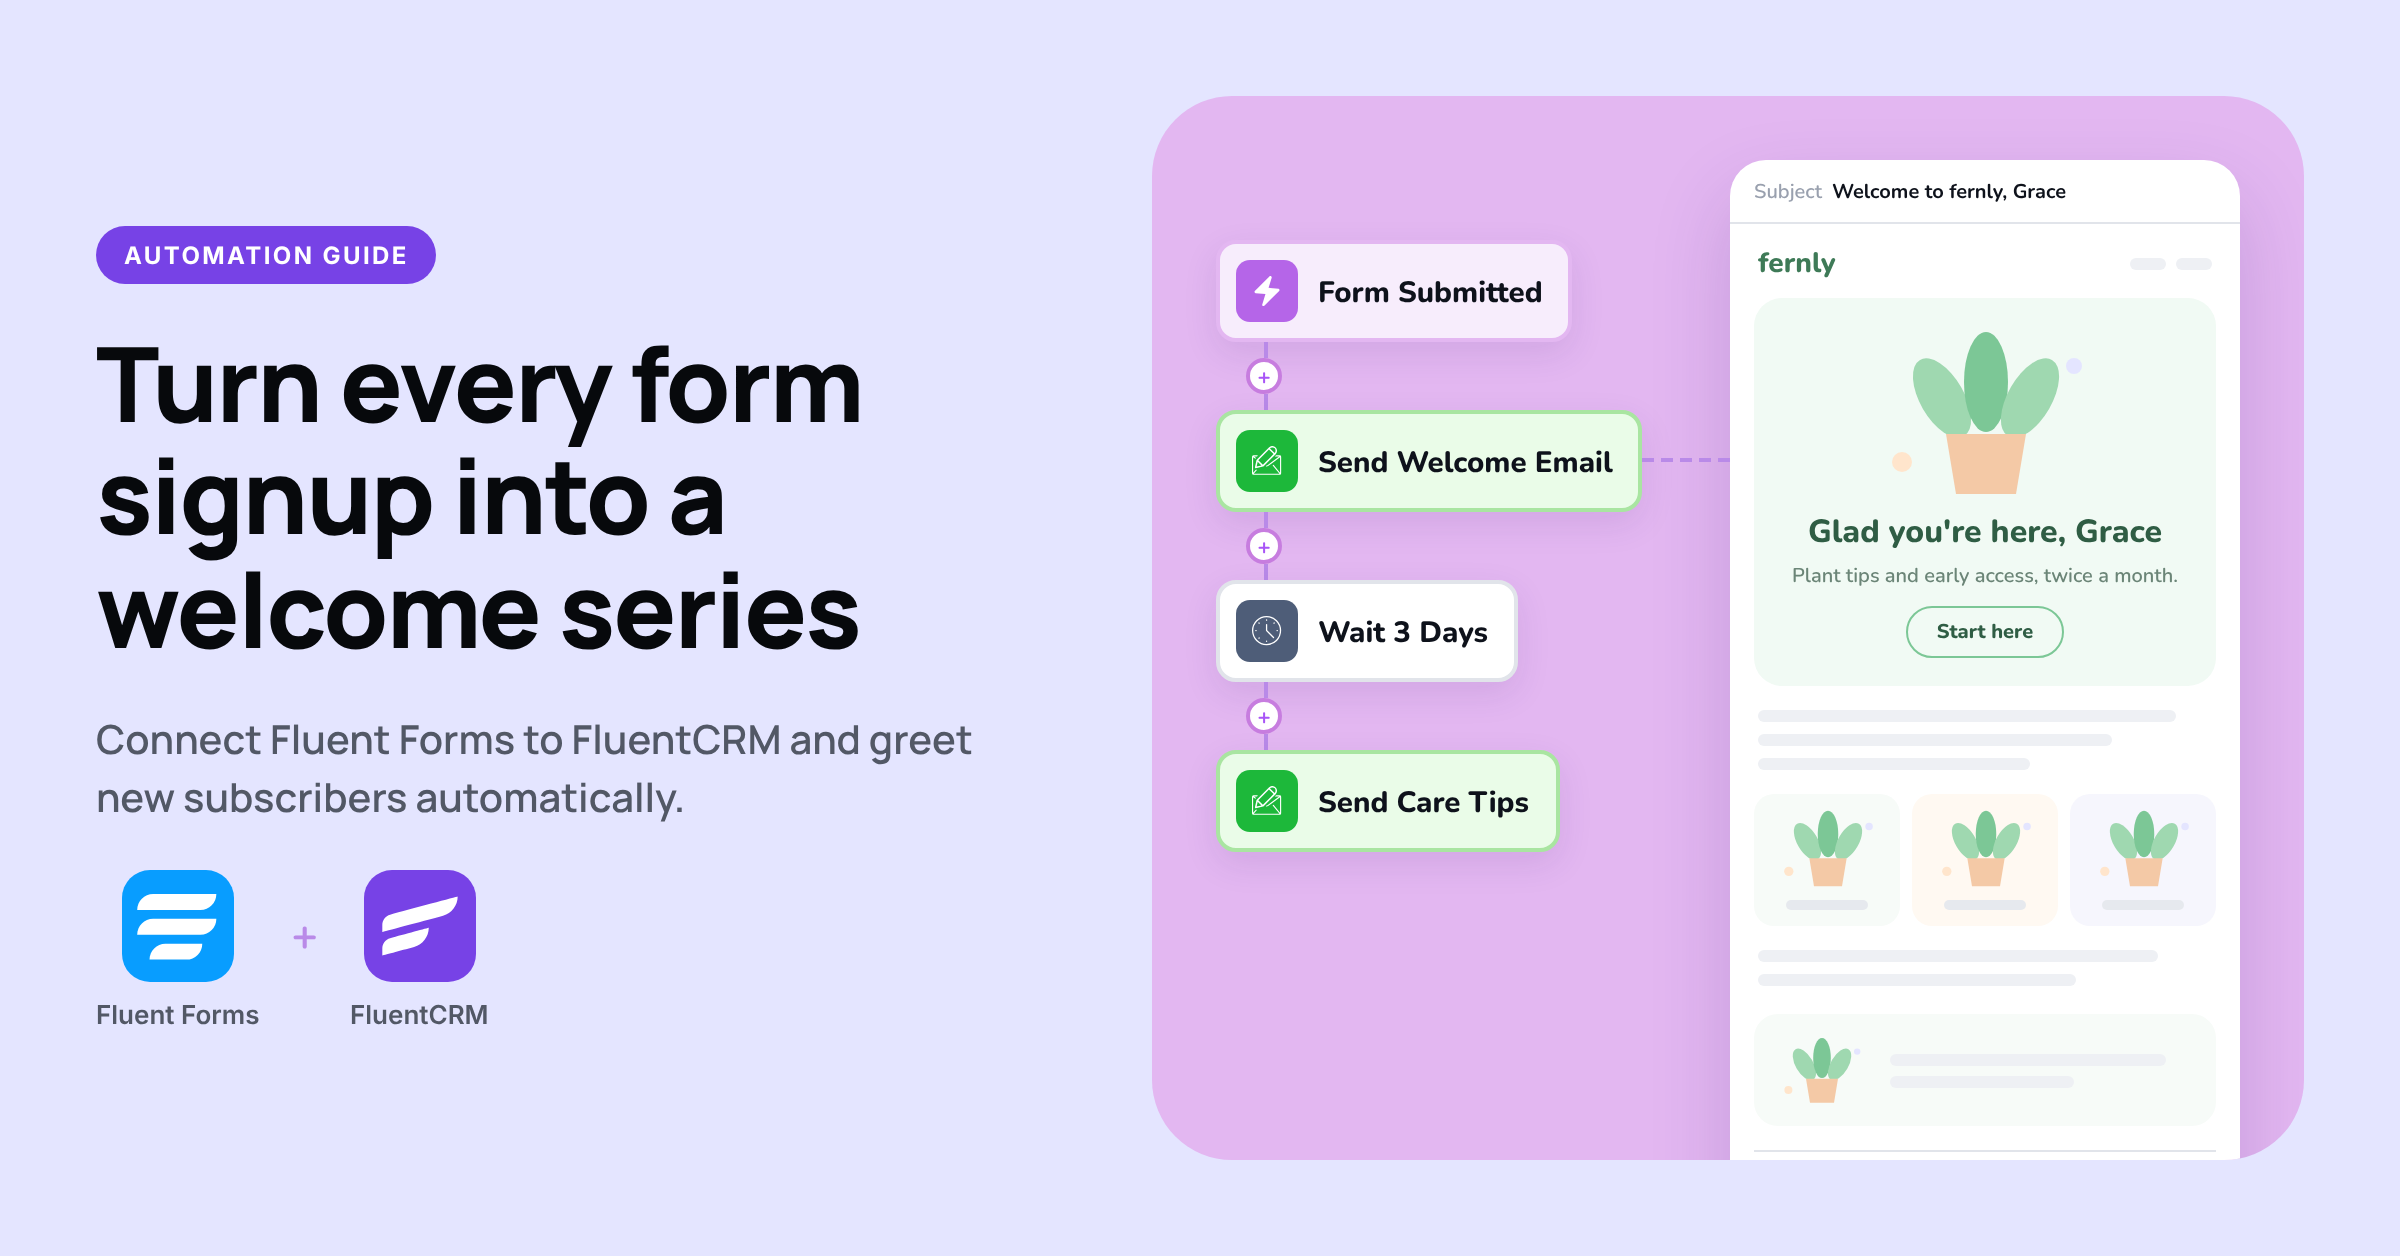 AUTOMATION GUIDE
Turn every form
signup into a
welcome series
Connect Fluent Forms to FluentCRM and greet
new subscribers automatically.
+
Fluent Forms
FluentCRM
Form Submitted
+
Send Welcome Email
+
Wait 3 Days
+
Send Care Tips
Subject Welcome to fernly, Grace
fernly
Glad you're here, Grace
Plant tips and early access, twice a month.
Start here